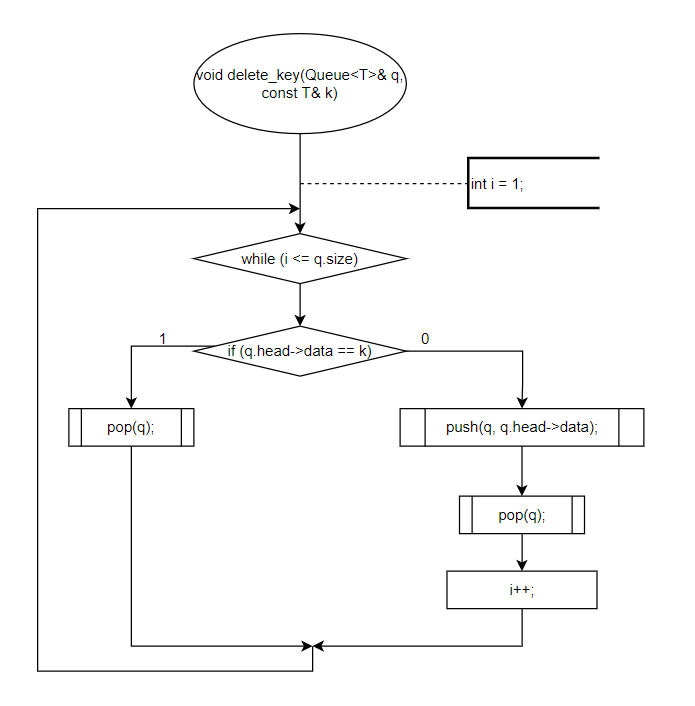 void delete_key(Queue<T>& q,
const T& k)
int i = 1;
while (i <= q.size)
1
0
if (q.head->data == k)
pop(q);
push(q, q.head->data);
pop(q);
i++;